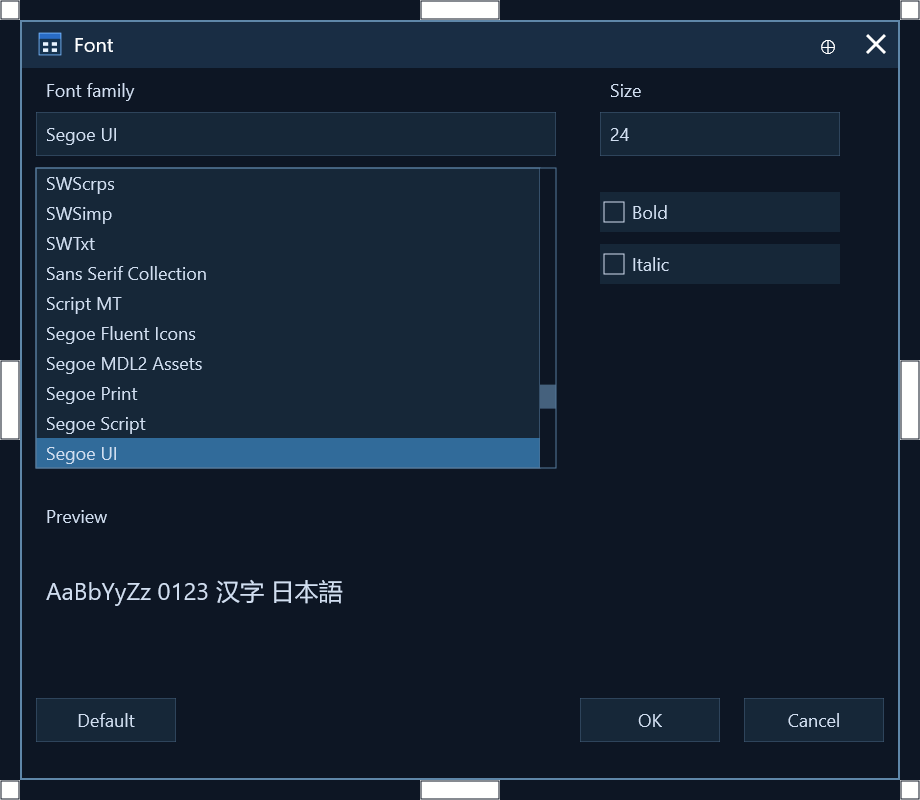 Font
Font family
Size
Segoe UI
24
SWScrps
SWSimp
SWTxt
Sans Serif Collection
Script MT
Segoe Fluent Icons
Segoe MDL2 Assets
Segoe Print
Segoe Script
Segoe UI
Bold
Italic
Preview
AaBbYyZz 0123 汉字 日本語
Default
OK
Cancel